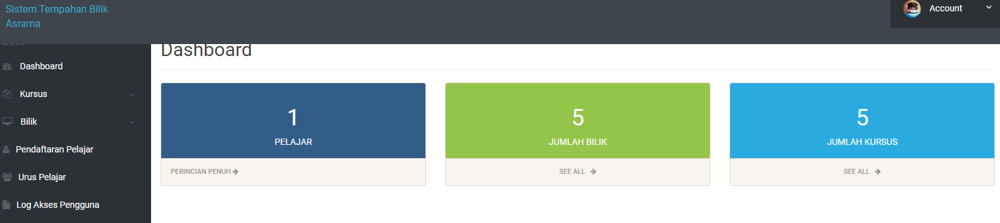 Sistem Tempahan Bilik
Asrama
Account
Dashboard
Kursus
Bilik
Pendaftaran Pelajar
Urus Pelajar
Log Akses Pengguna
Dashboard
1
PELAJAR
PERINCIAN PENUH
5
JUMLAH BILIK
SEE ALL
5
JUMLAH KURSUS
SEE ALL